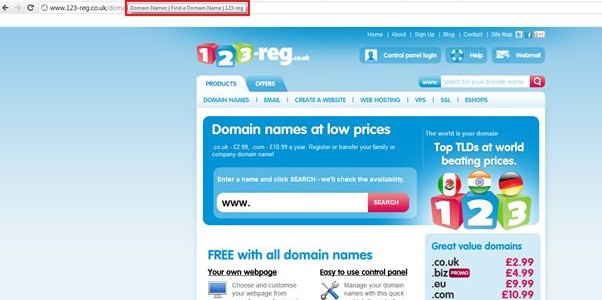 www.123-reg.co.uk/doma
Domain Names | Find a Domain Name | 123-reg
Home | About | Sign Up | Blog | Contact | Site Map
123-reg.co.uk
Control panel login
Help
Webmail
PRODUCTS
OFFERS
www.
Search for your domain name
DOMAIN NAMES | EMAIL | CREATE A WEBSITE | WEB HOSTING | VPS | SSL | ESHOPS
Domain names at low prices
.co.uk - £2.99, .com - £10.99 a year. Register or transfer your family or
company domain name!
Enter a name and click SEARCH - we'll check the availability.
www.
SEARCH
The world is your domain
Top TLDs at world
beating prices.
1 2 3
FREE with all domain names
Your own webpage
Choose and customise
your webpage from
Easy to use control panel
Manage your domain
names with this quick
Great value domains
.co.uk £2.99
.biz PROMO £4.99
.eu £9.99
.com £10.99